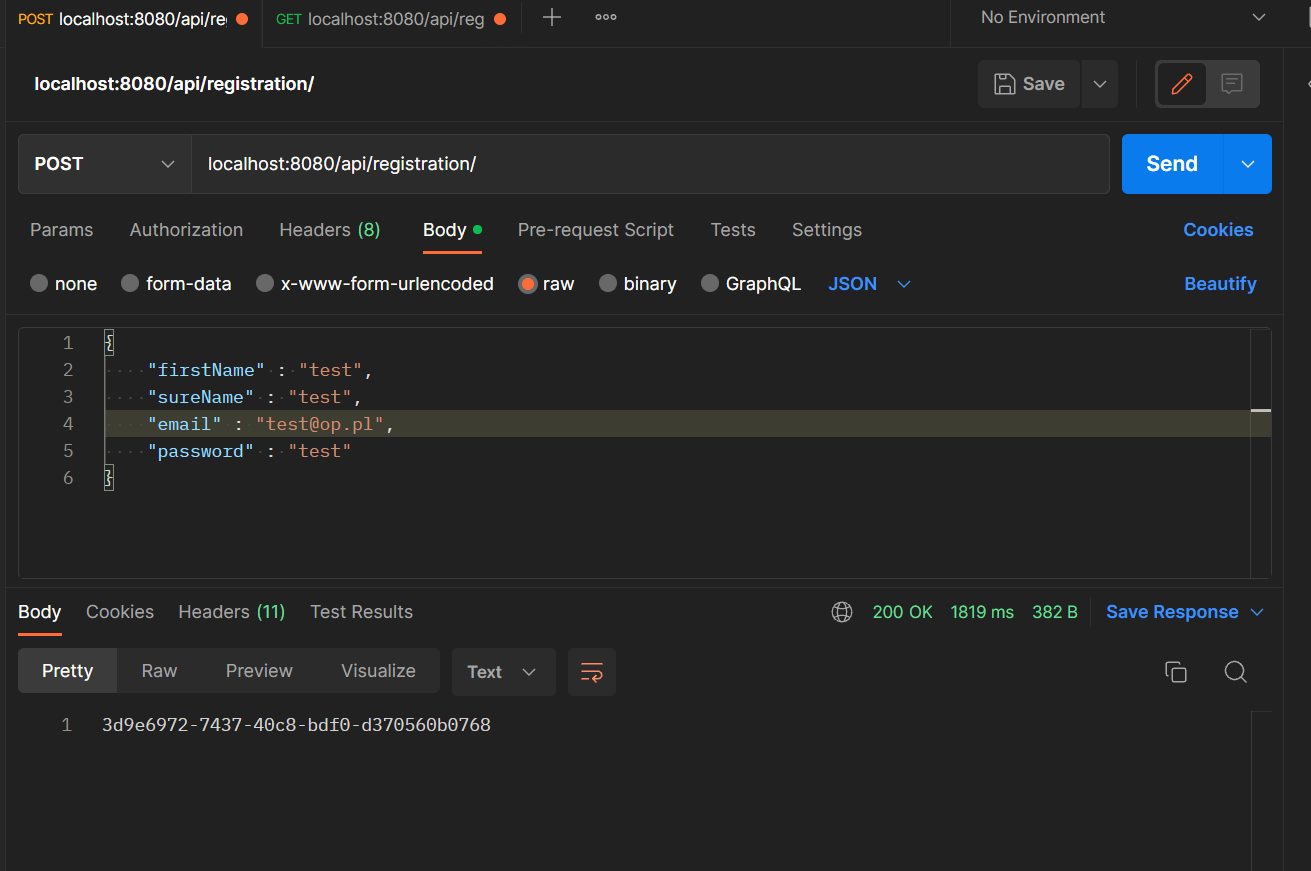 POST localhost:8080/api/re
GET localhost:8080/api/reg
No Environment
localhost:8080/api/registration/
Save
POST
localhost:8080/api/registration/
Send
Params Authorization Headers (8) Body Pre-request Script Tests Settings Cookies
none form-data x-www-form-urlencoded raw binary GraphQL JSON Beautify
1 {
2 "firstName" : "test",
3 "sureName" : "test",
4 "email" : "test@op.pl",
5 "password" : "test"
6 }
Body Cookies Headers (11) Test Results 200 OK 1819 ms 382 B Save Response
Pretty Raw Preview Visualize Text
1 3d9e6972-7437-40c8-bdf0-d370560b0768